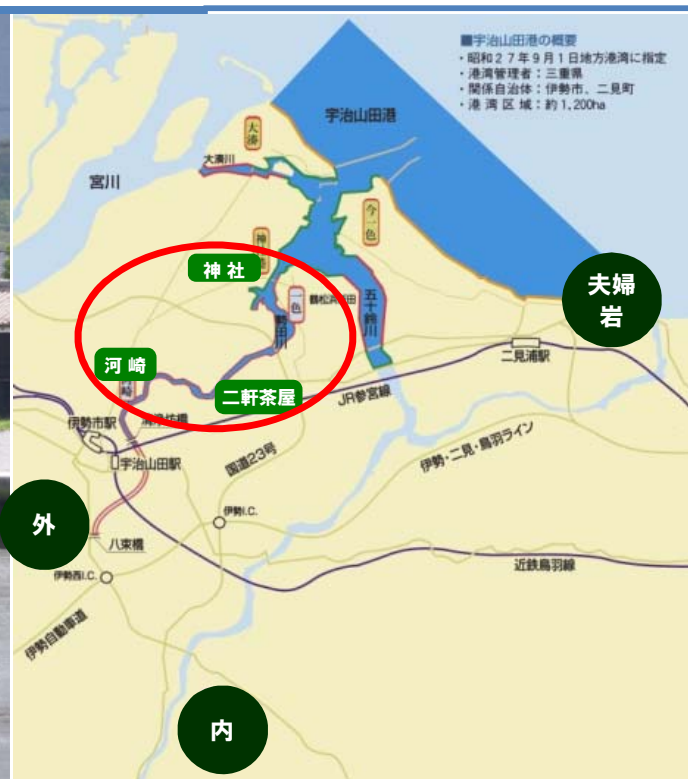 ■宇治山田港の概要
・昭和27年9月1日地方港湾に指定
・港湾管理者：三重県
・関係自治体：伊勢市、二見町
・港湾区域：約1,200ha
宇治山田港
大湊
大湊川
宮川
今一色
神社
一色
五十鈴川
勢田川
夫婦
岩
河崎
二軒茶屋
二見浦駅
JR参宮線
伊勢市駅
宇治山田駅
国道23号
伊勢・二見・鳥羽ライン
外
伊勢I.C.
八束橋
伊勢西I.C.
近鉄鳥羽線
伊勢自動車道
内